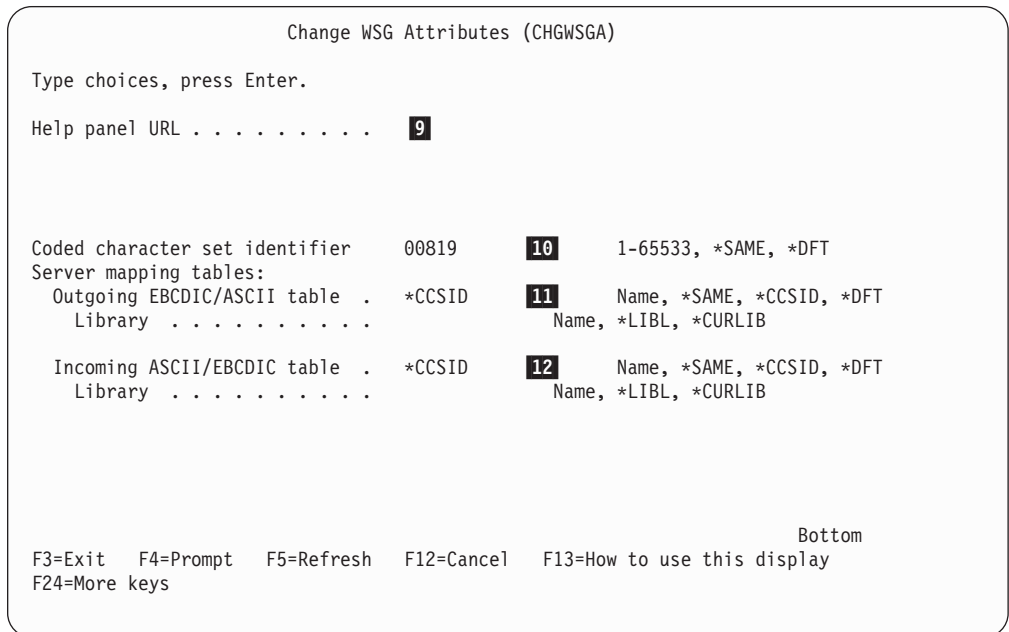 Change WSG Attributes (CHGWSGA)
Type choices, press Enter.
Help panel URL . . . . . . . . . 9
Coded character set identifier 00819 10 1-65533, *SAME, *DFT
Server mapping tables:
Outgoing EBCDIC/ASCII table . *CCSID 11 Name, *SAME, *CCSID, *DFT
Library . . . . . . . . . . Name, *LIBL, *CURLIB
Incoming ASCII/EBCDIC table . *CCSID 12 Name, *SAME, *CCSID, *DFT
Library . . . . . . . . . . Name, *LIBL, *CURLIB
Bottom
F3=Exit F4=Prompt F5=Refresh F12=Cancel F13=How to use this display
F24=More keys